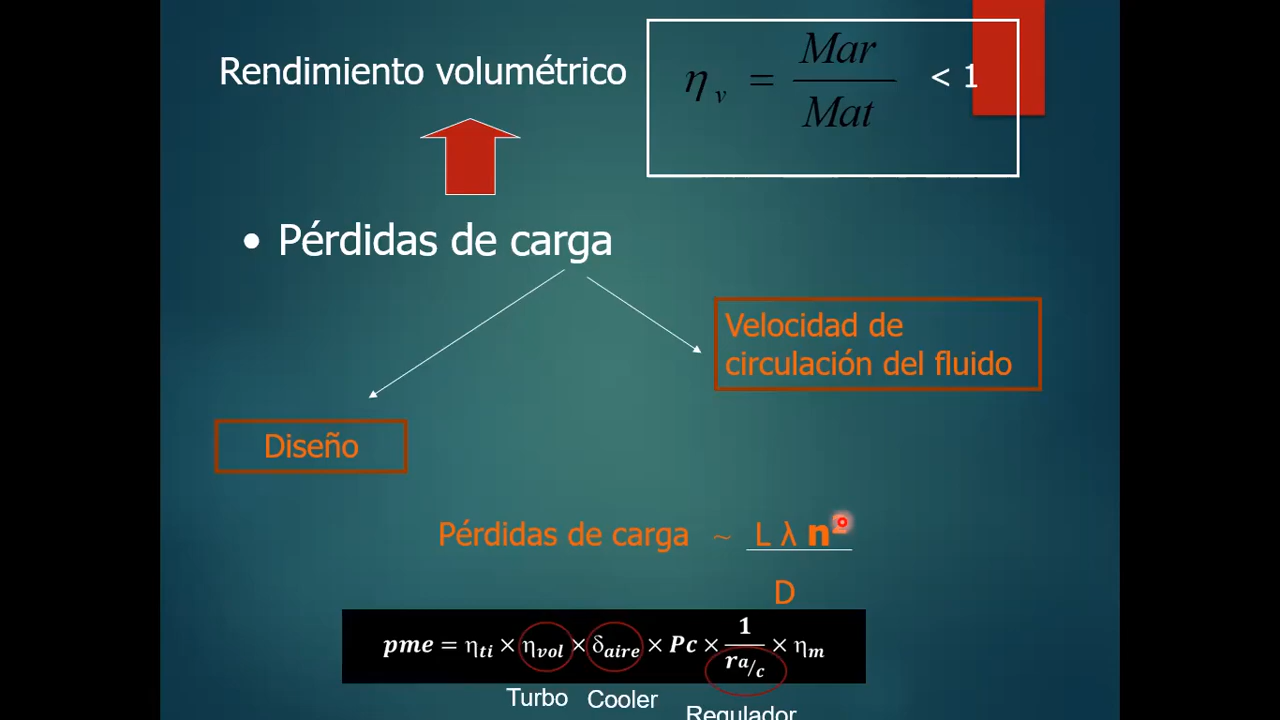 Rendimiento volumétrico
η v = Mar / Mat < 1
• Pérdidas de carga
Velocidad de
circulación del fluido
Diseño
Pérdidas de carga ~ L λ n² / D
pme = ηti × ηvol × δaire × Pc × 1 / ra/c × ηm
Turbo Cooler
Regulador